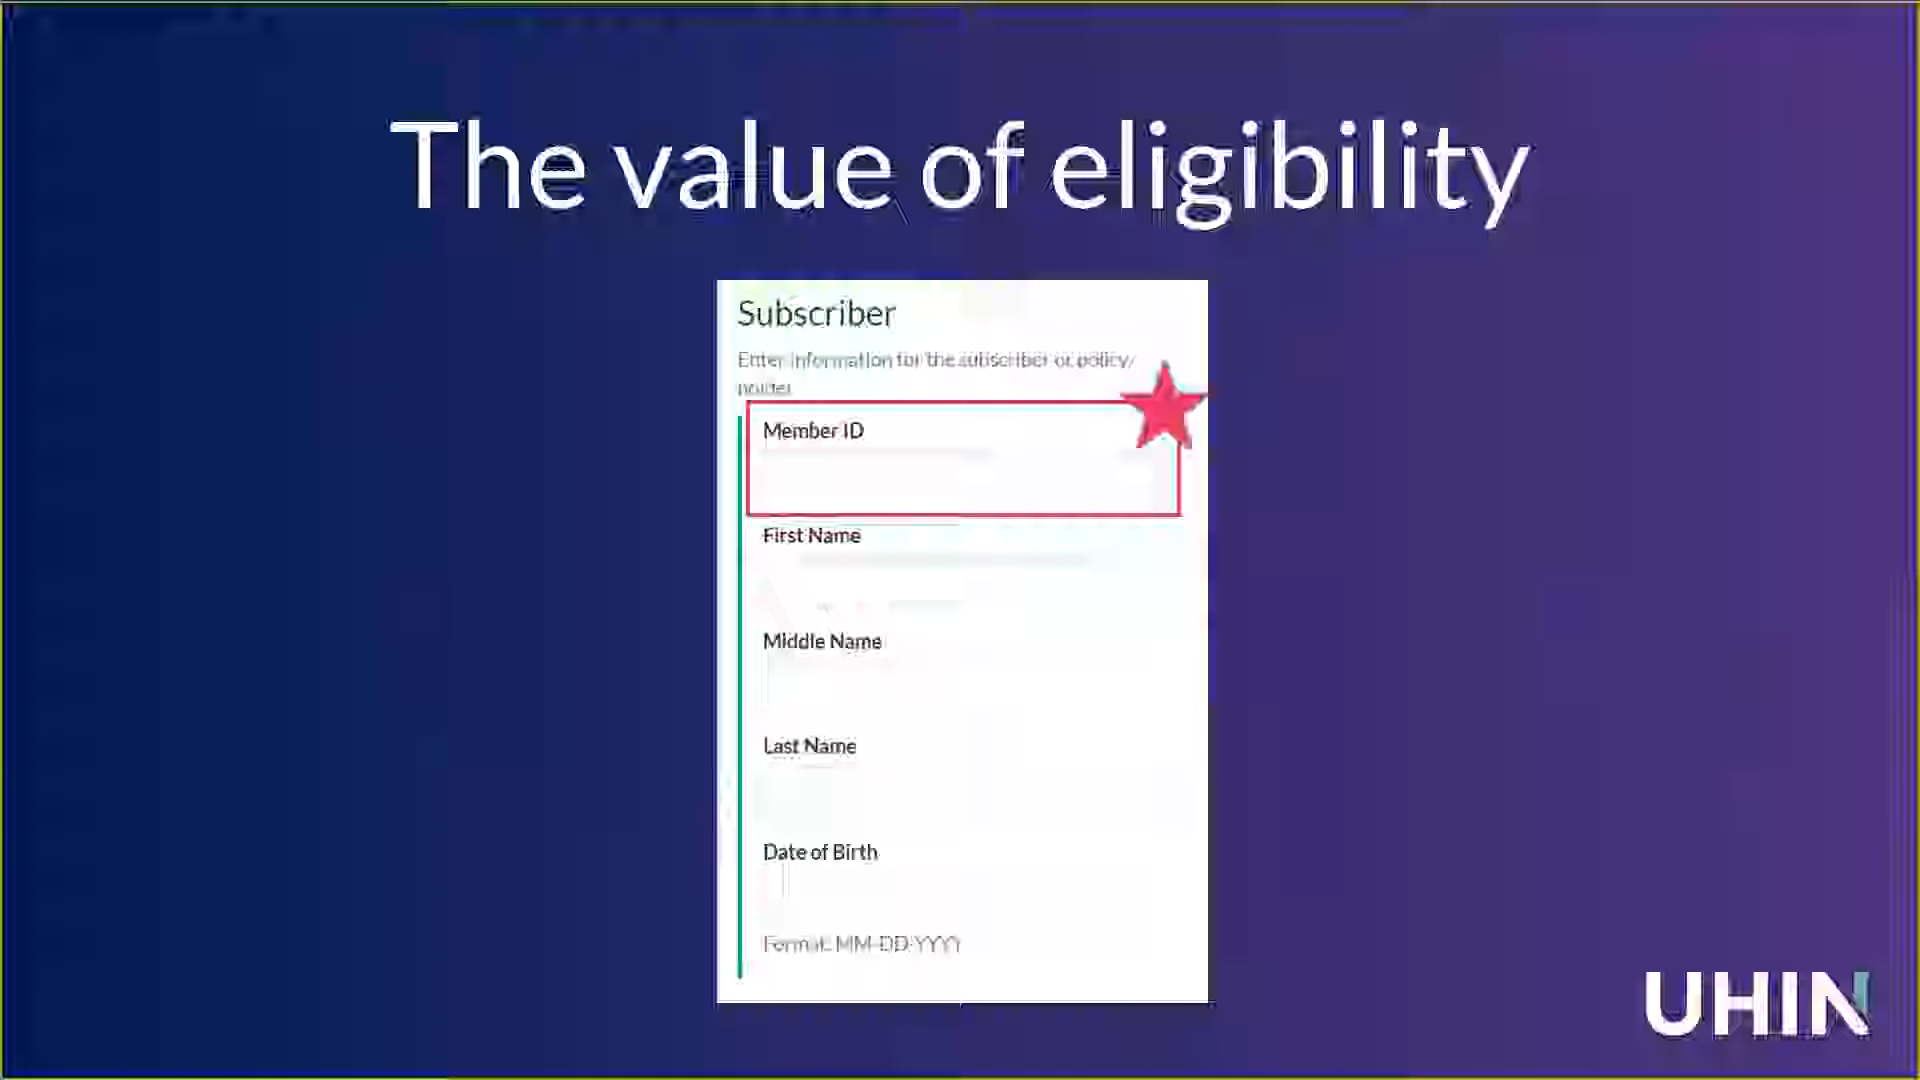 The value of eligibility
Subscriber
Enter information for the subscriber or policy
holder
Member ID
First Name
Middle Name
Last Name
Date of Birth
Format: MM-DD-YYYY
UHIN